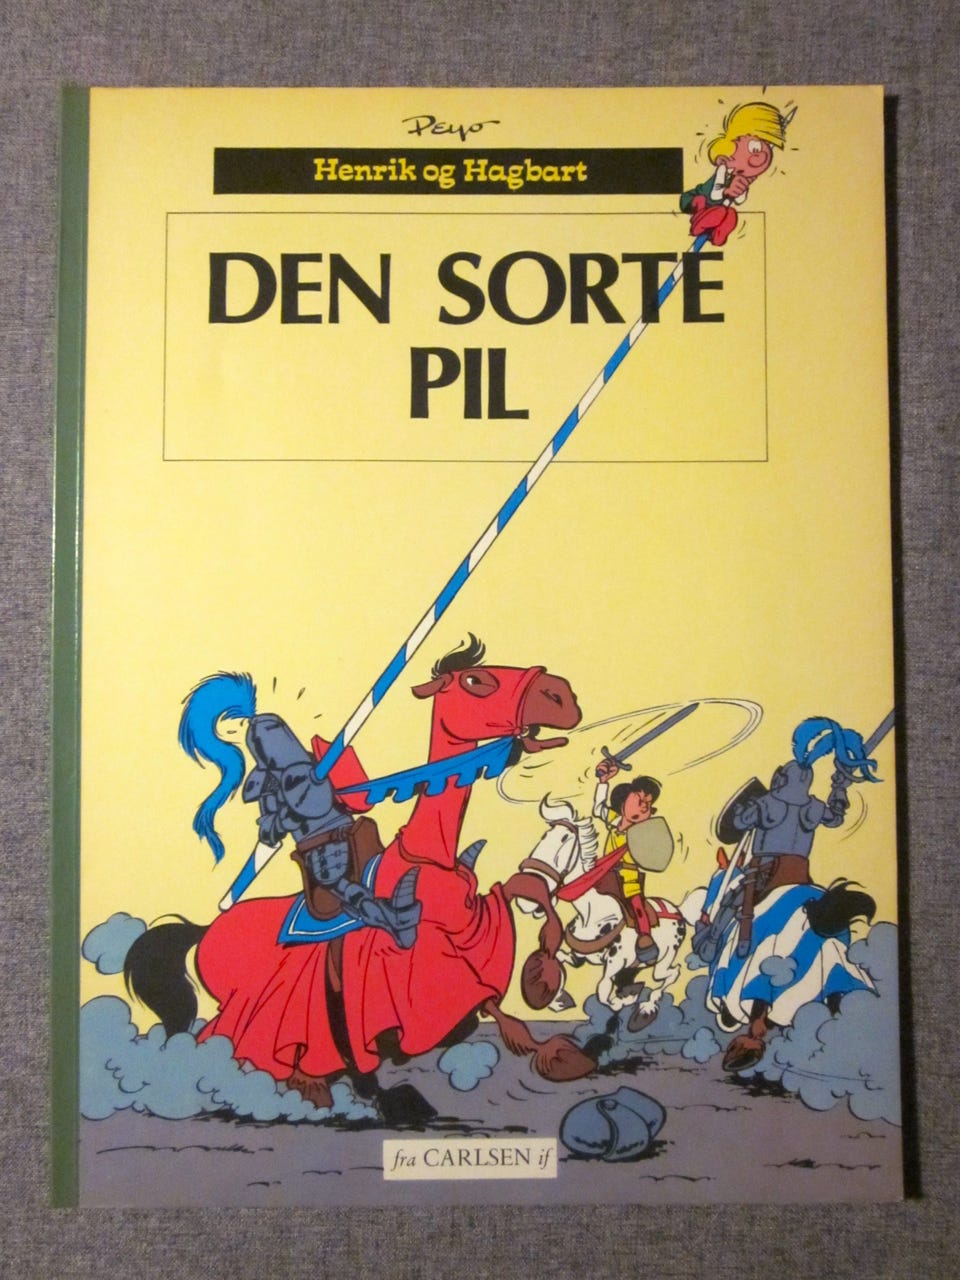 Peyo
Henrik og Hagbart
DEN SORTE
PIL
fra CARLSEN if